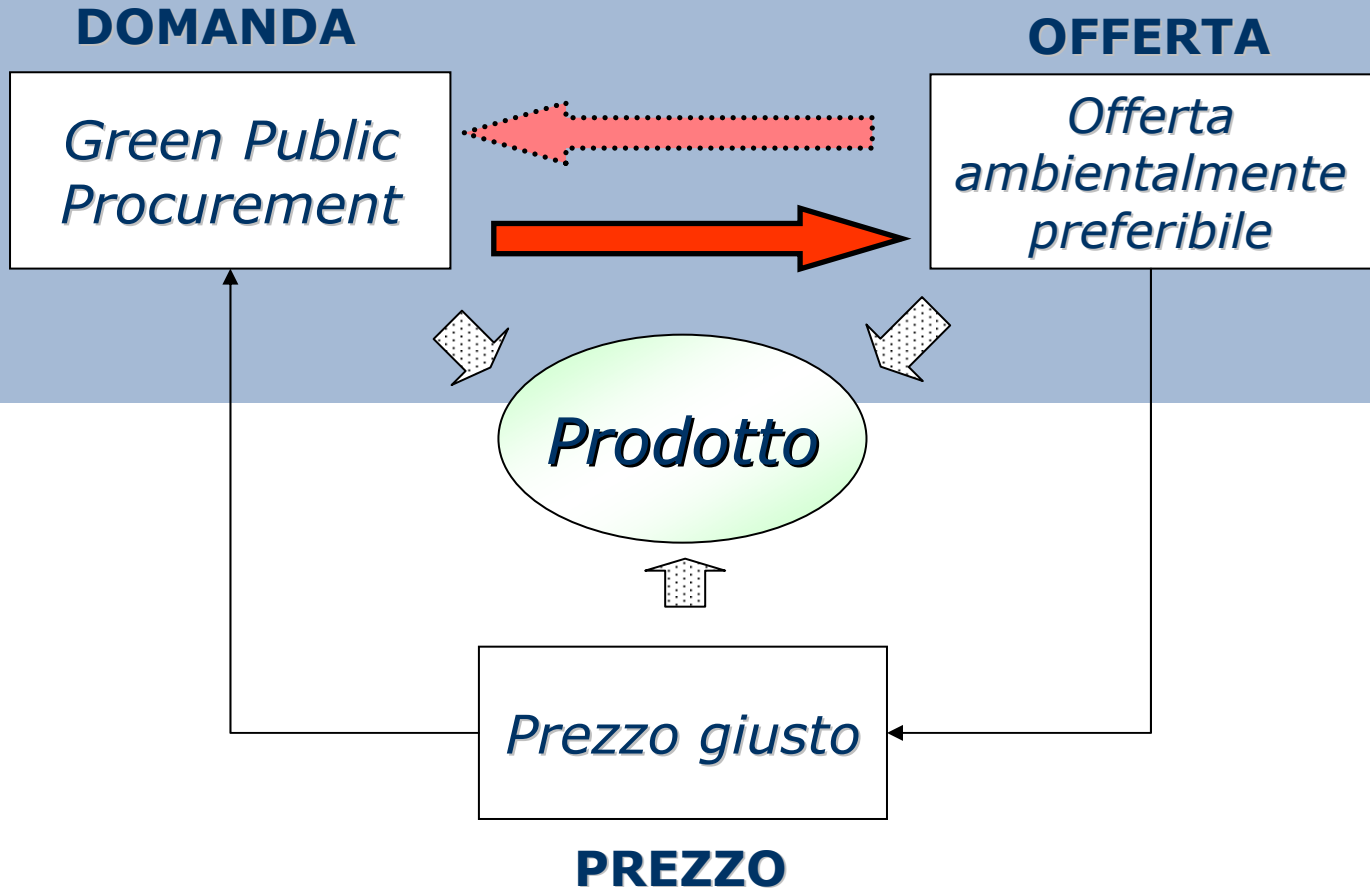 DOMANDA
OFFERTA
Green Public
Procurement
Offerta
ambientalmente
preferibile
Prodotto
Prezzo giusto
PREZZO